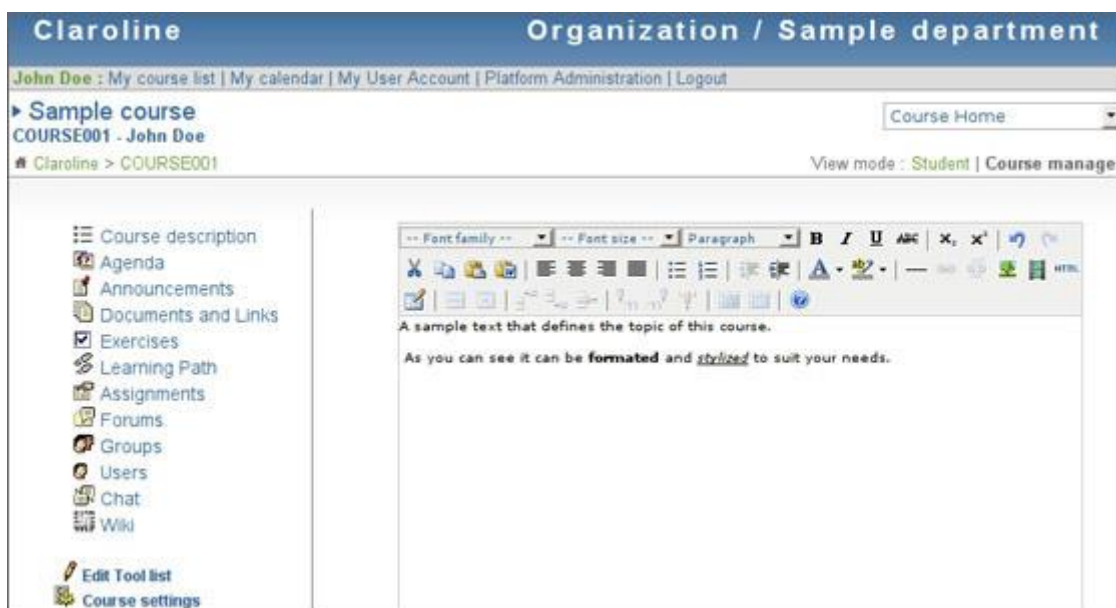 Claroline Organization / Sample department
John Doe : My course list | My calendar | My User Account | Platform Administration | Logout
Sample course Course Home
COURSE001 - John Doe
Claroline > COURSE001 View mode : Student | Course manage
Course description
Agenda
Announcements
Documents and Links
Exercises
Learning Path
Assignments
Forums
Groups
Users
Chat
Wiki
Edit Tool list
Course settings
-- Font family -- -- Font size -- Paragraph B I U ABC x, x²
A ab HTML
A sample text that defines the topic of this course.
As you can see it can be formated and stylized to suit your needs.